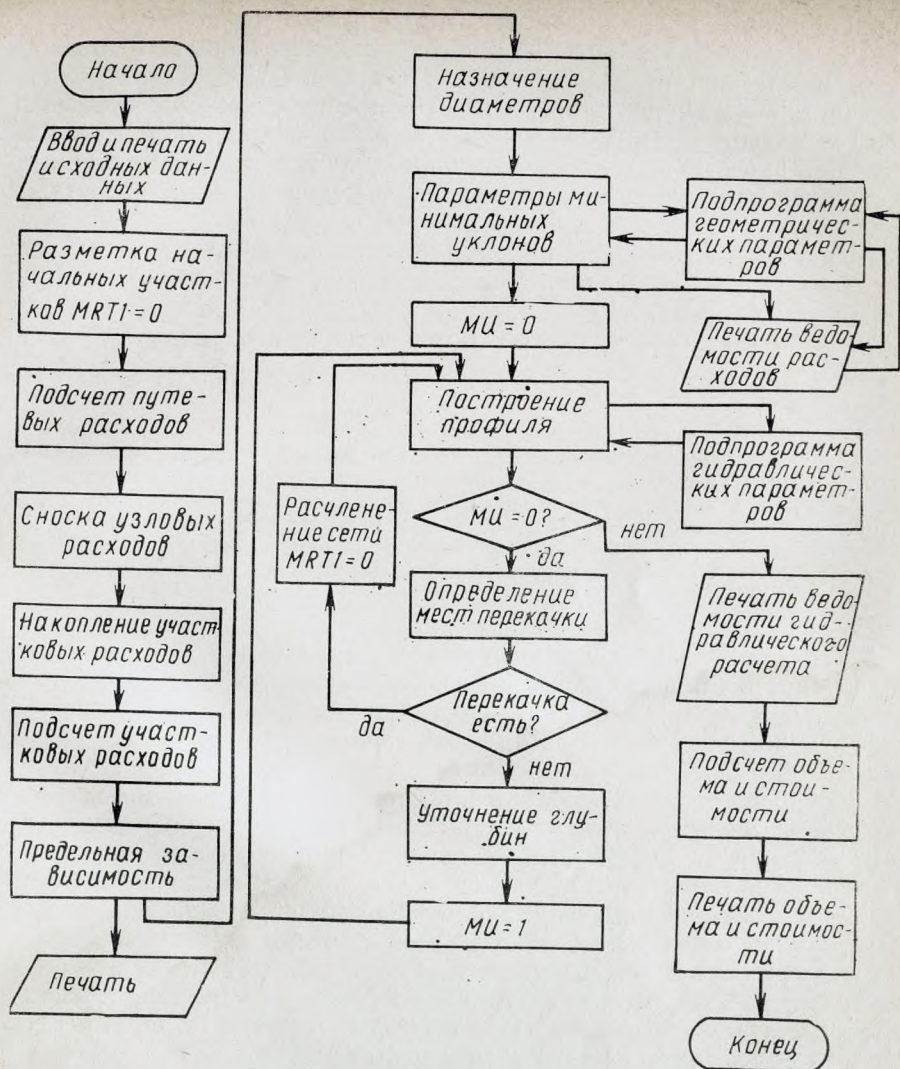 Начало
Ввод и печать
исходных дан-
ных
Разметка на-
чальных участ-
ков MRT1=0
Подсчет путе-
вых расходов
Сноска узловых
расходов
Накопление участ-
ковых расходов
Подсчет участ-
ковых расходов
Предельная за-
висимость
Печать
Назначение
диаметров
Параметры ми-
нимальных
уклонов
Подпрограмма
геометричес-
ких парамет-
ров
МИ=0
Печать ведо-
мости рас-
ходов
Построение
профиля
Подпрограмма
гидравличес-
ких парамет-
ров
Расчлене-
ние сети
MRT1=0
МИ=0?
нет
да
Определение
мест перекачки
Перекачка
есть?
да
нет
Уточнение глу-
бин
МИ=1
Печать ведо-
мости гид-
равлического
расчета
Подсчет объе-
ма и стои-
мости
Печать объе-
ма и стоимос-
ти
Конец